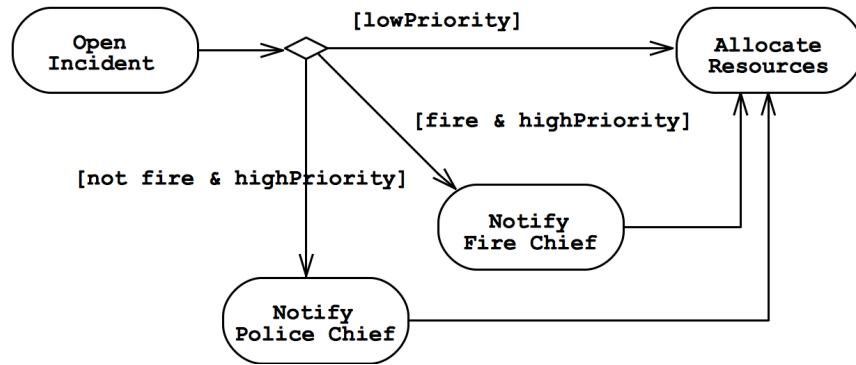 [lowPriority]
Open
Incident
Allocate
Resources
[fire & highPriority]
[not fire & highPriority]
Notify
Fire Chief
Notify
Police Chief